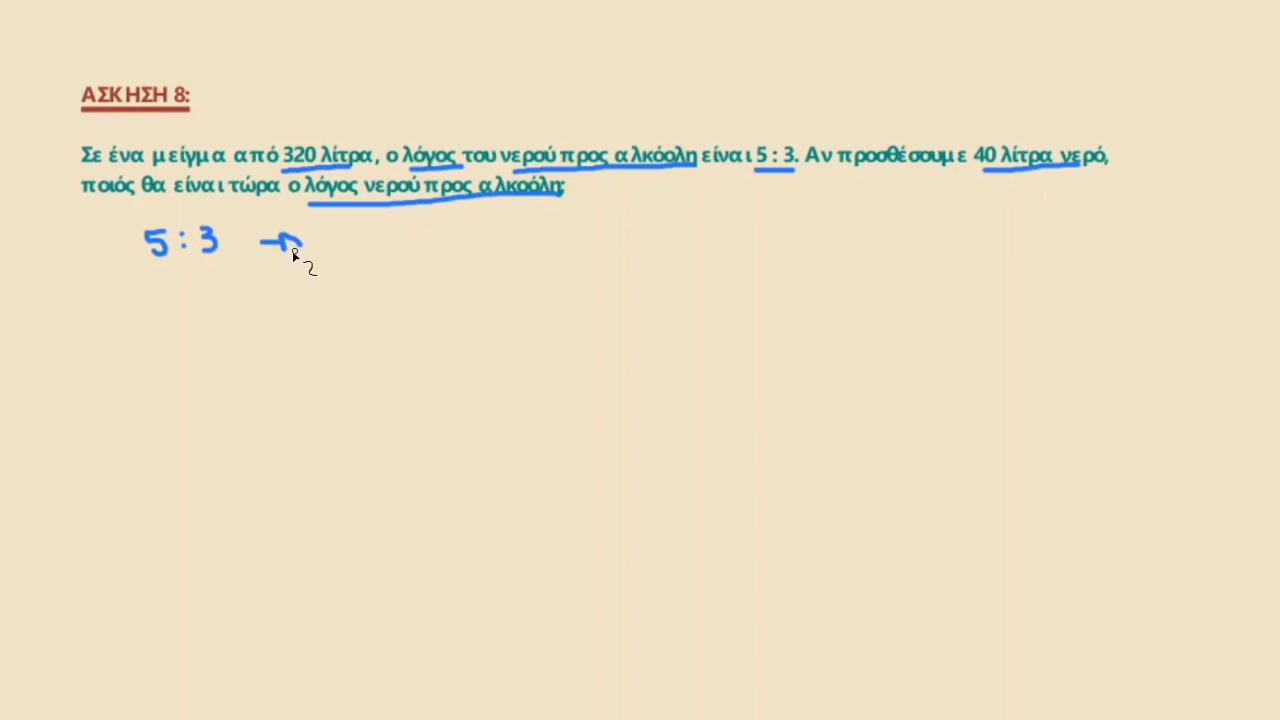 ΑΣΚΗΣΗ 8:
Σε ένα μείγμα από 320 λίτρα, ο λόγος του νερού προς αλκόολη είναι 5 : 3. Αν προσθέσουμε 40 λίτρα νερό,
ποιός θα είναι τώρα ο λόγος νερού προς αλκοόλη;
5 : 3 →